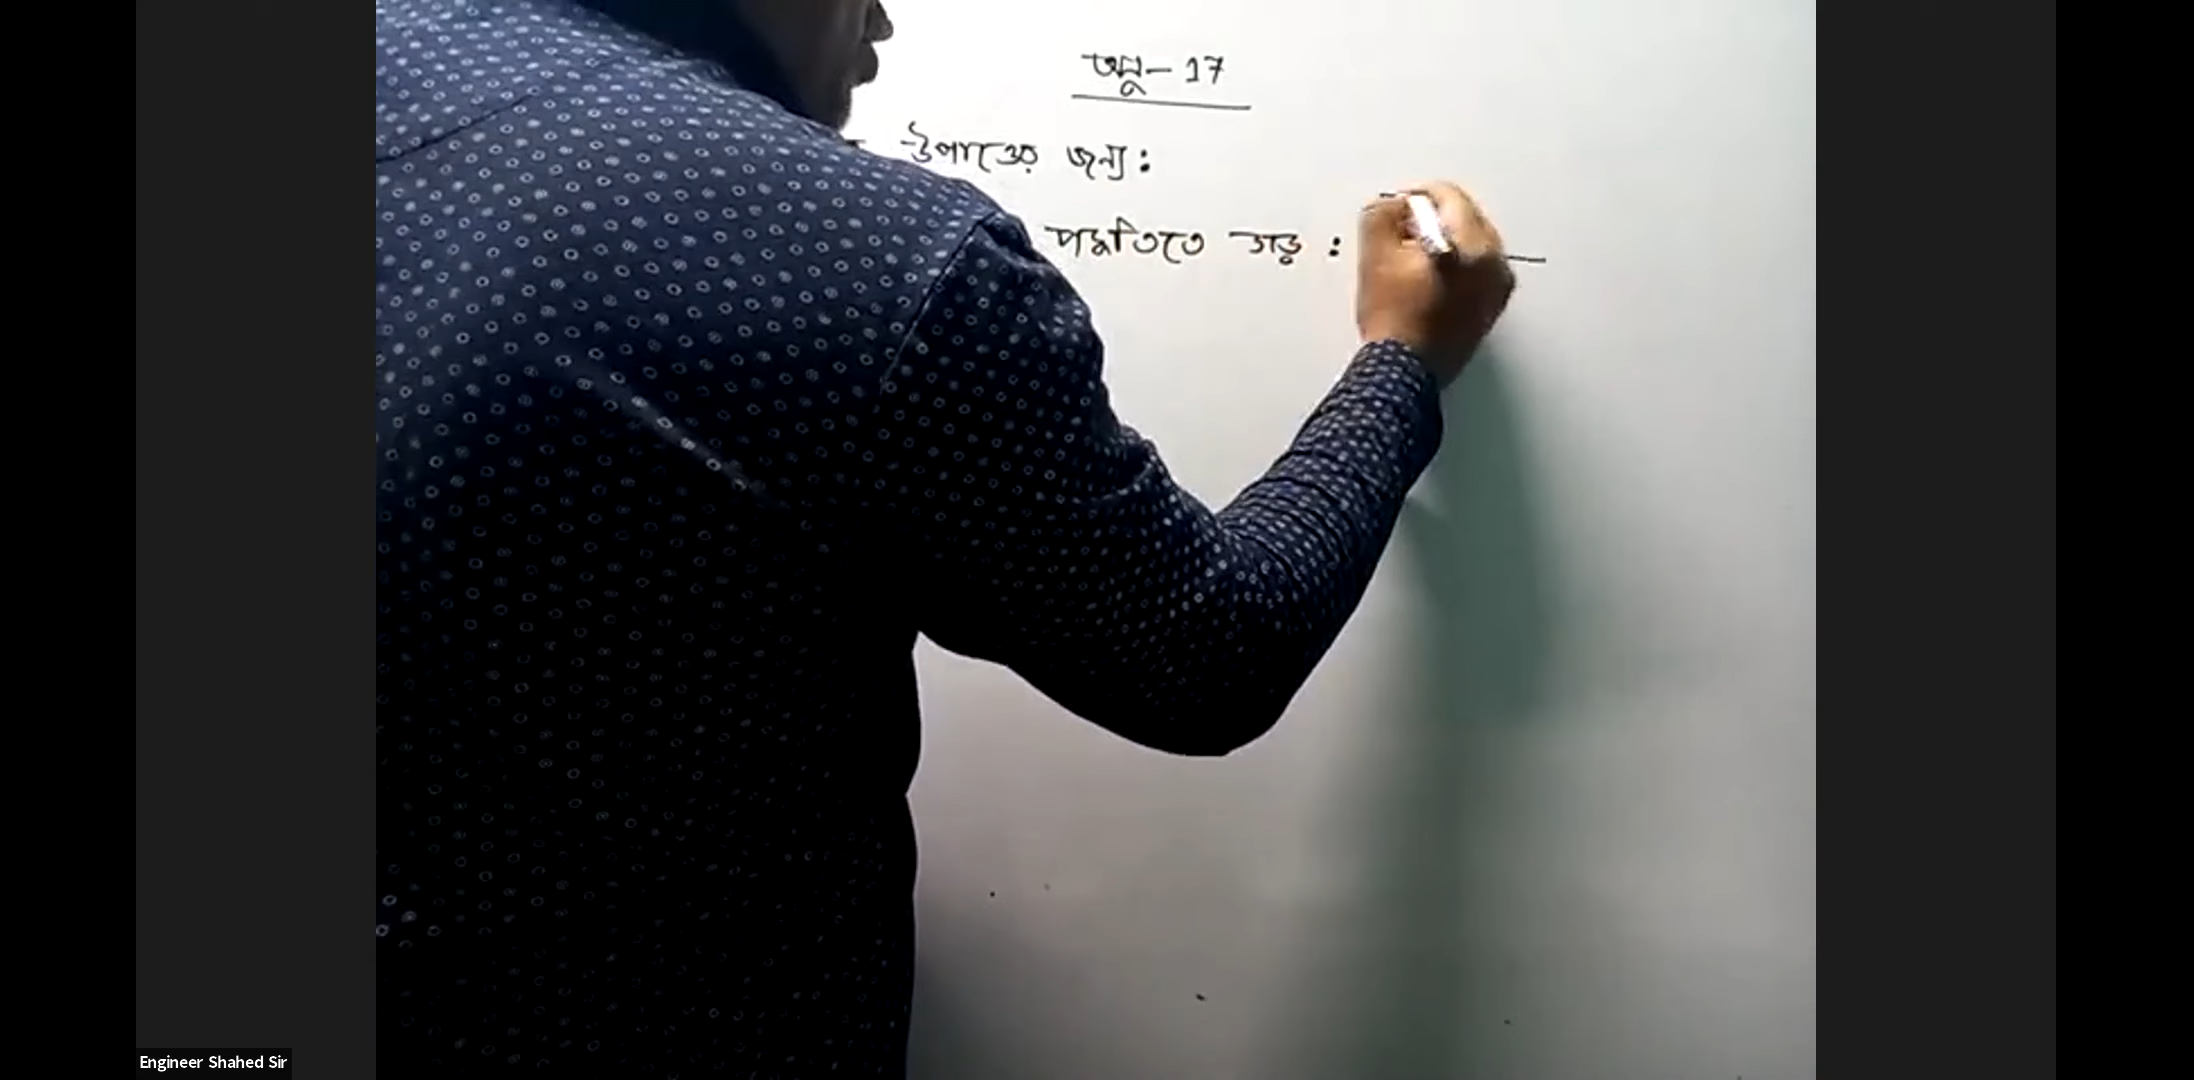 অনু - 17
উপাত্তের জন্য :
পদ্ধতিতে গড় :
Engineer Shahed Sir